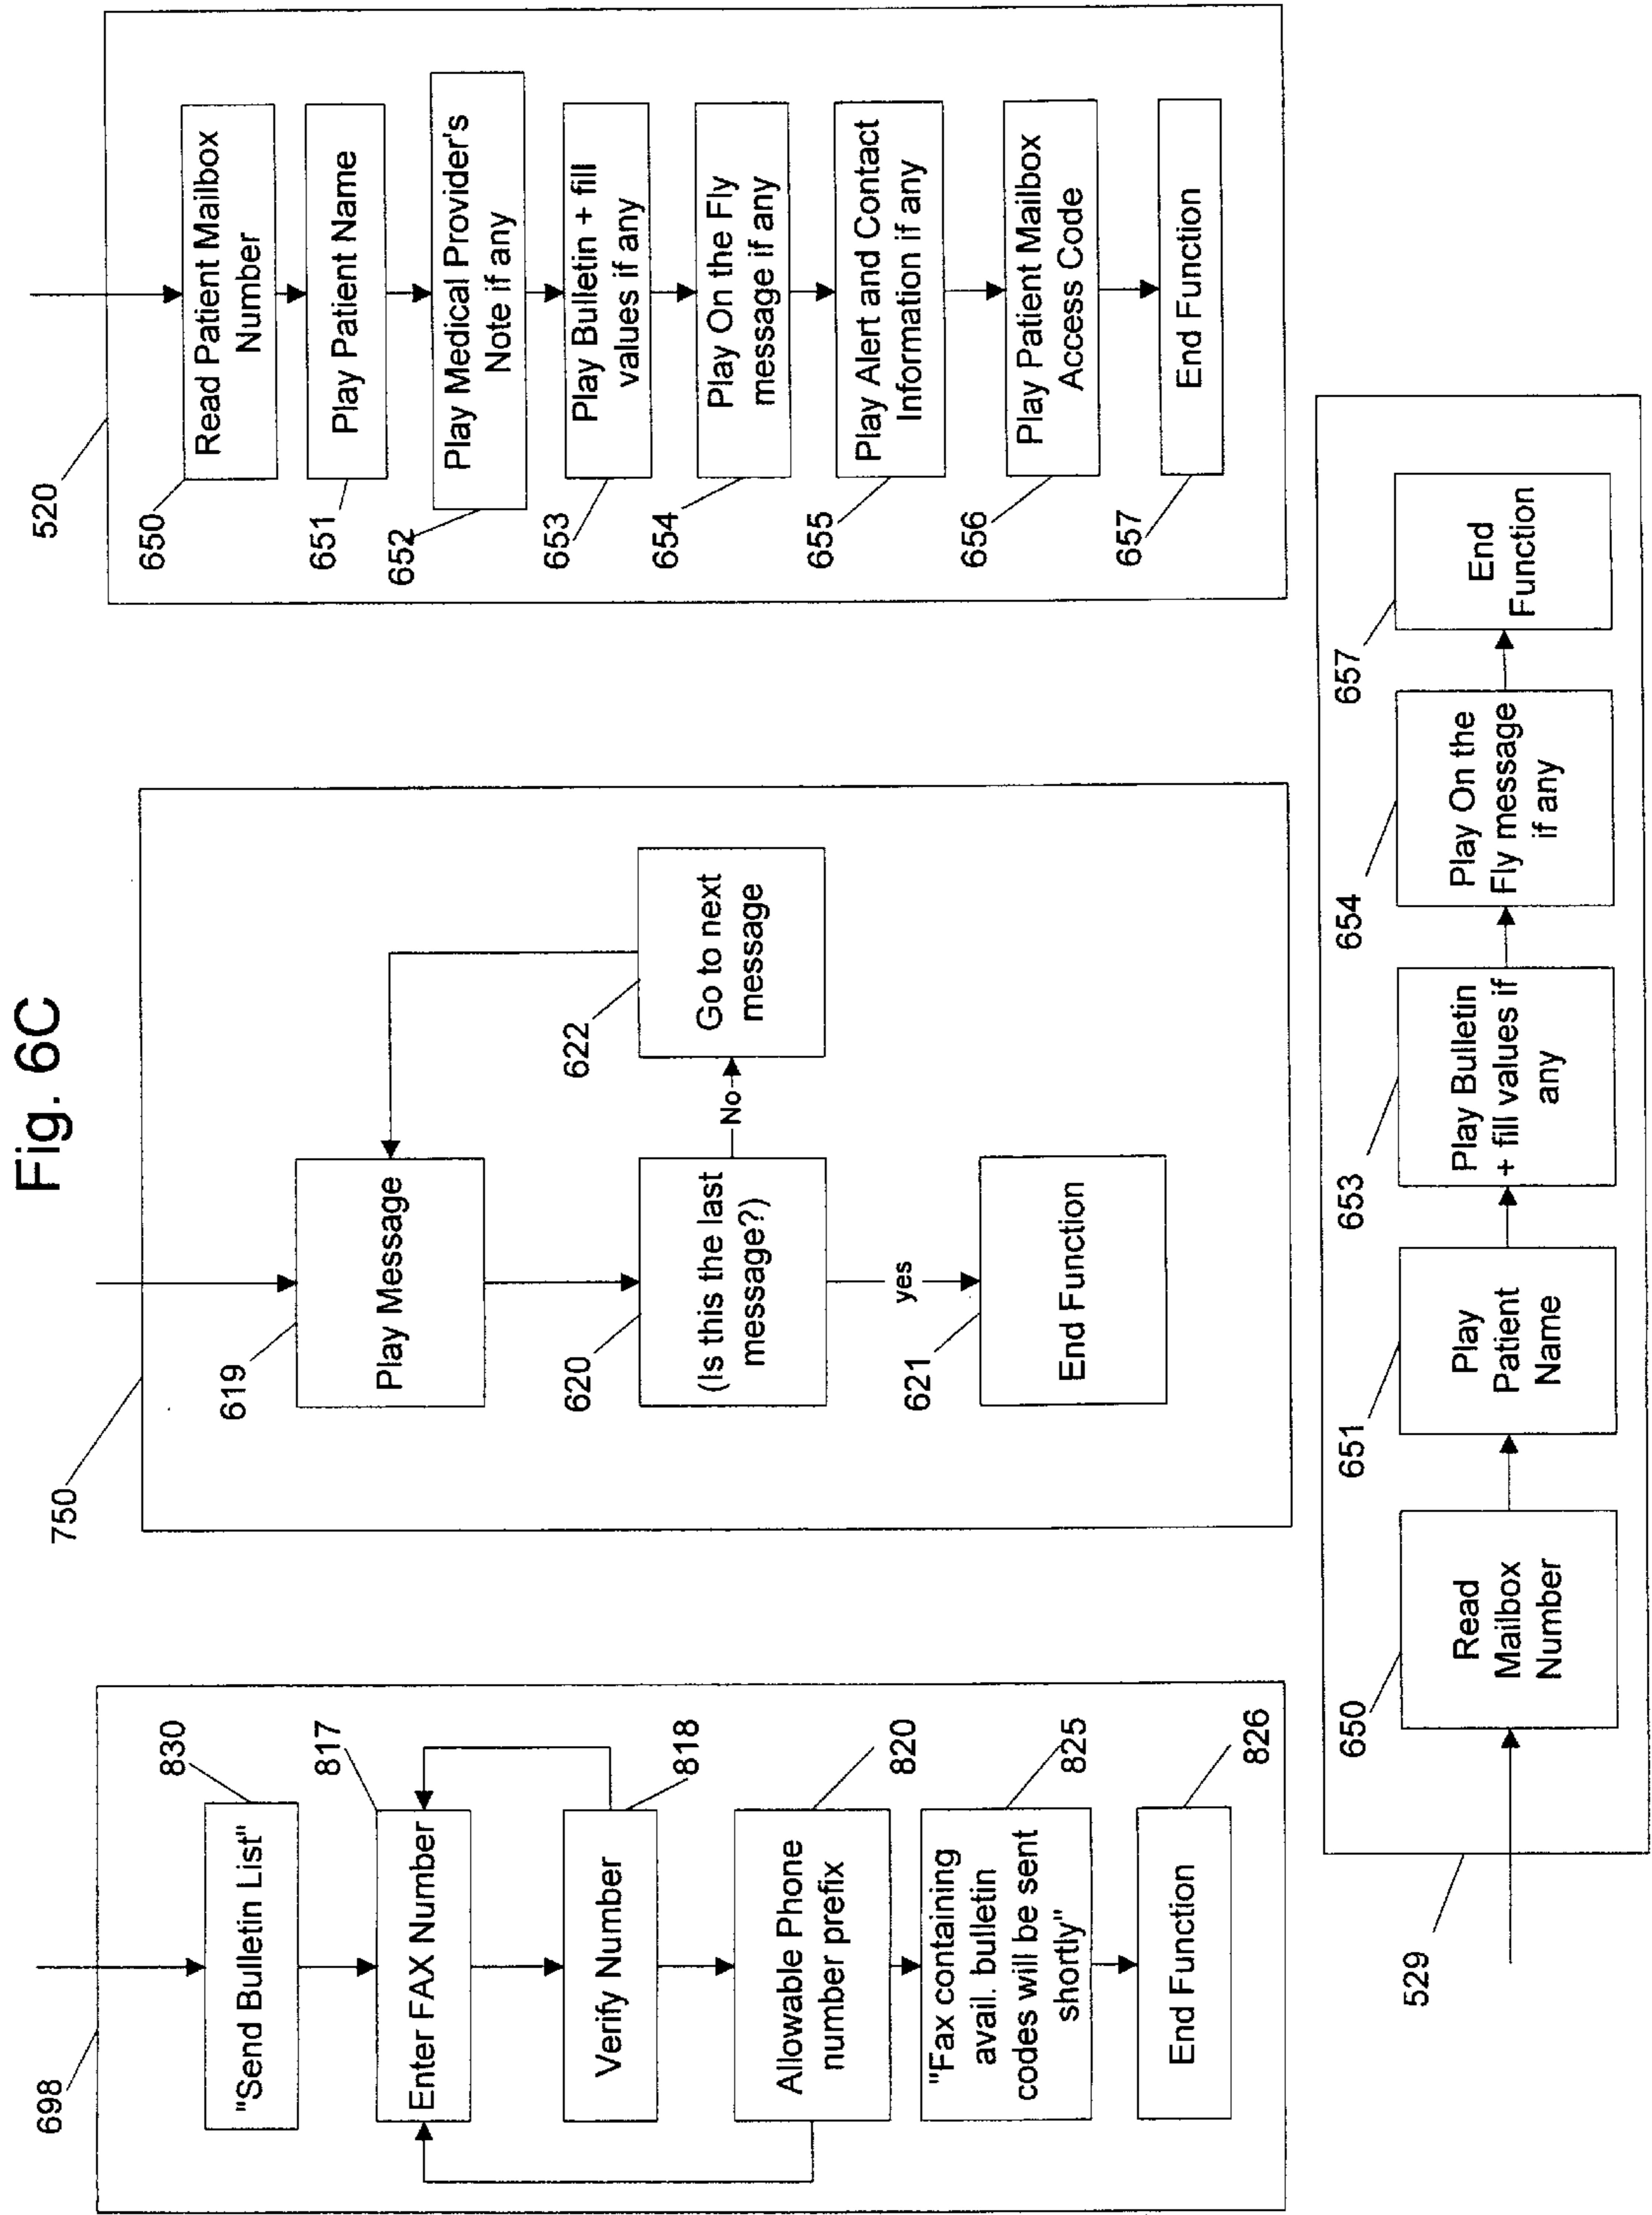 Fig. 6C
698
830
"Send Bulletin List"
817
Enter FAX Number
818
Verify Number
820
Allowable Phone
number prefix
825
"Fax containing
avail. bulletin
codes will be sent
shortly"
826
End Function
750
619
Play Message
620
(Is this the last
message?)
No
622
Go to next
message
yes
621
End Function
520
650
Read Patient Mailbox
Number
651
Play Patient Name
652
Play Medical Provider's
Note if any
653
Play Bulletin + fill
values if any
654
Play On the Fly
message if any
655
Play Alert and Contact
Information if any
656
Play Patient Mailbox
Access Code
657
End Function
529
650
Read
Mailbox
Number
651
Play
Patient
Name
653
Play Bulletin
+ fill values if
any
654
Play On the
Fly message
if any
657
End
Function